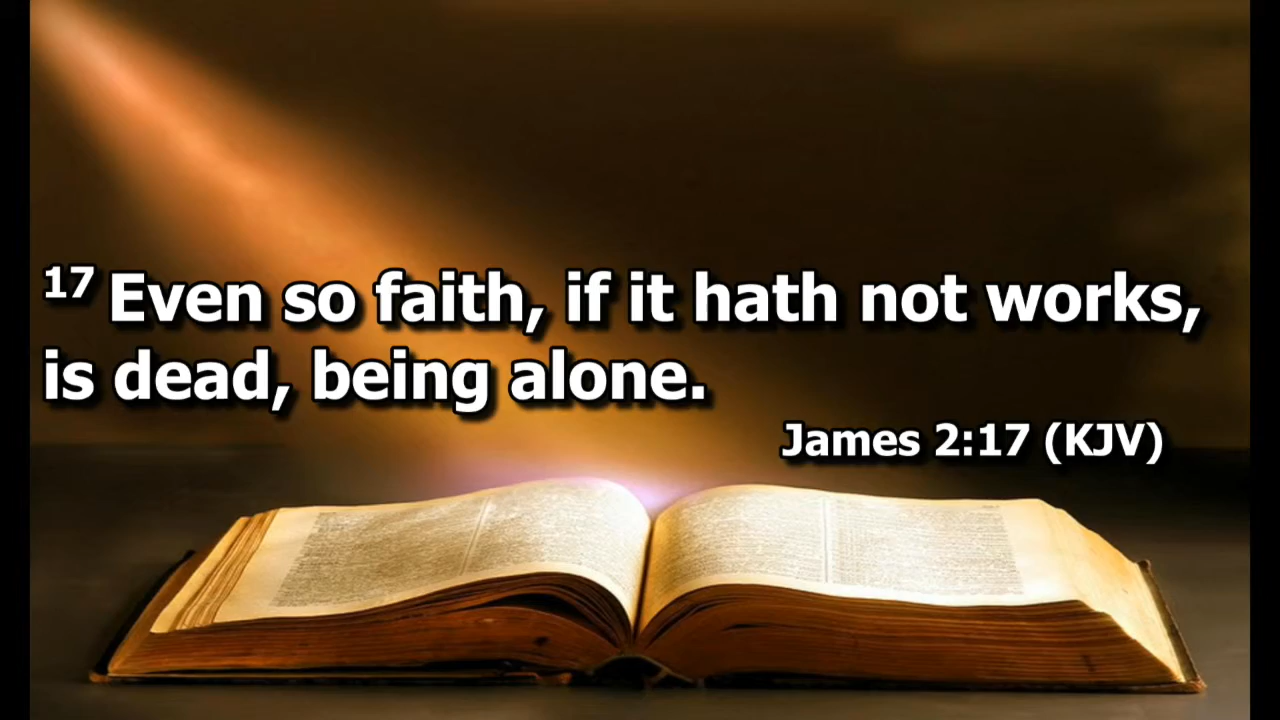 17 Even so faith, if it hath not works,
is dead, being alone.
James 2:17 (KJV)